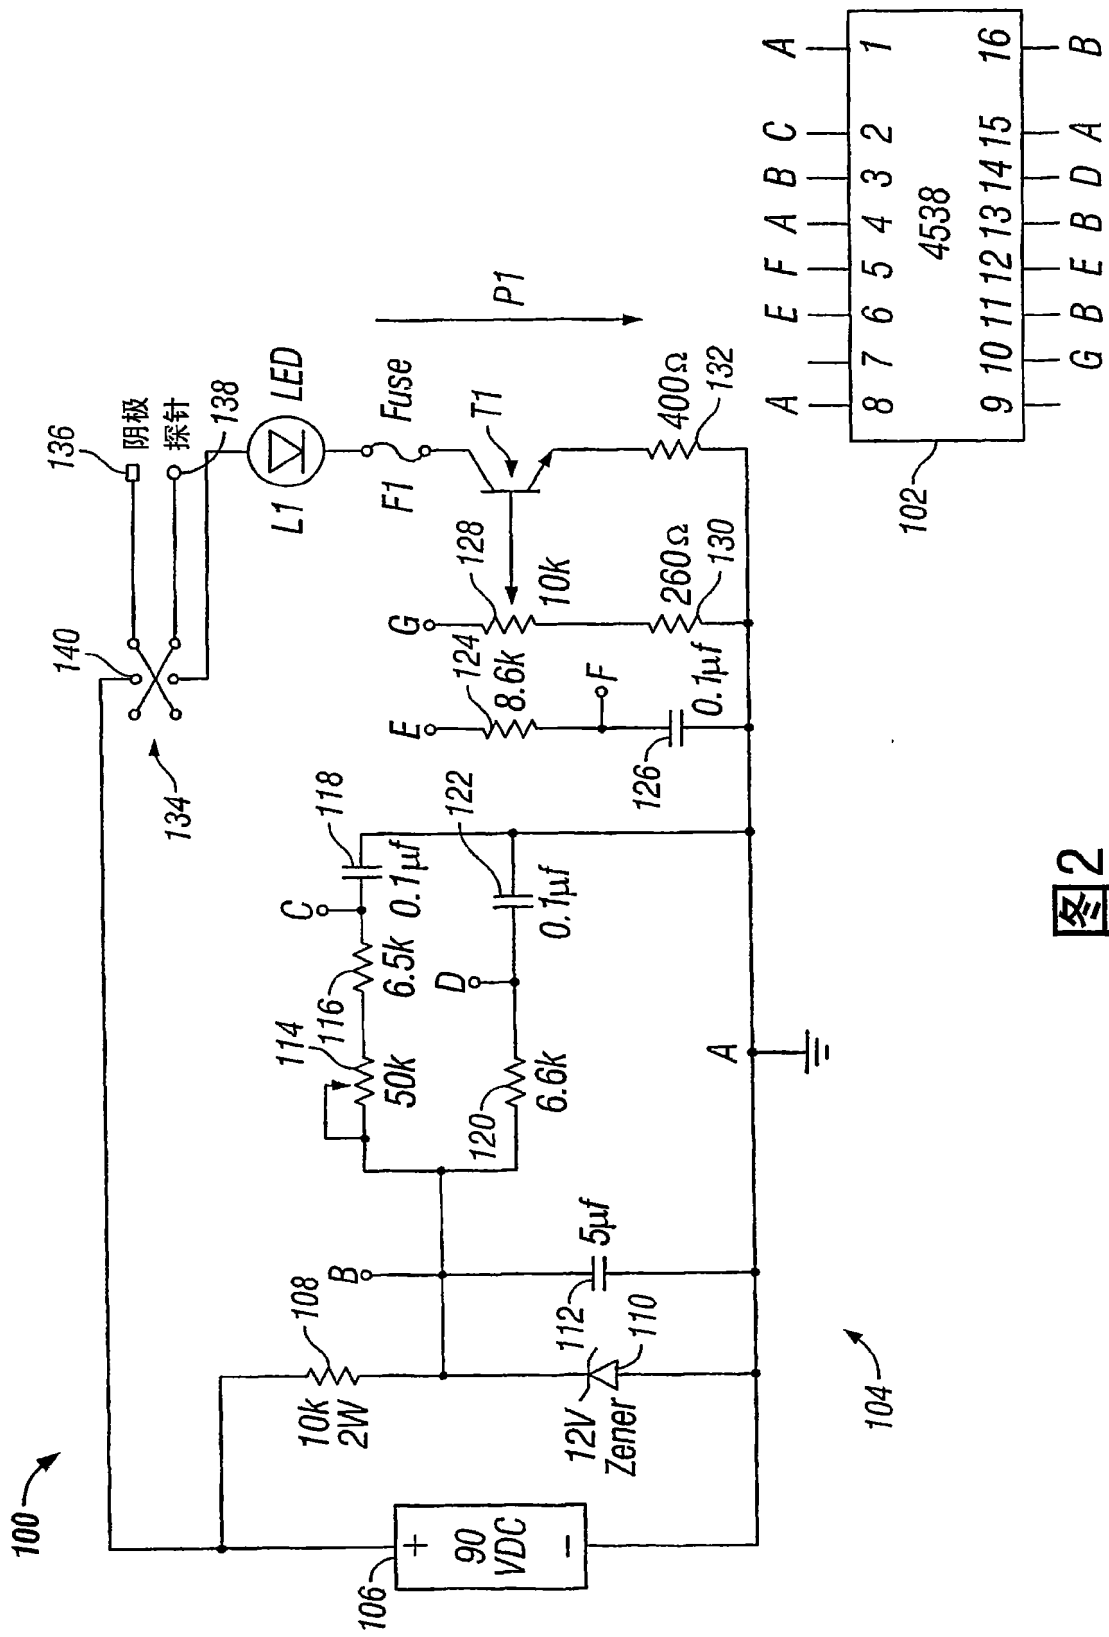 100
106
+
90
VDC
-
10k
2W
108
B
12V
Zener
110
112
5μf
104
114
50k
116
6.5k
C
118
0.1μf
120
6.6k
D
122
0.1μf
A
134
140
136
阴极
探针
138
L1
LED
F1
Fuse
T1
P1
E
124
8.6k
F
126
0.1μf
G
128
10k
260Ω
130
400Ω
132
102
A E F A B C A
8 7 6 5 4 3 2 1
4538
9 10 11 12 13 14 15 16
G B E B D A B
图2